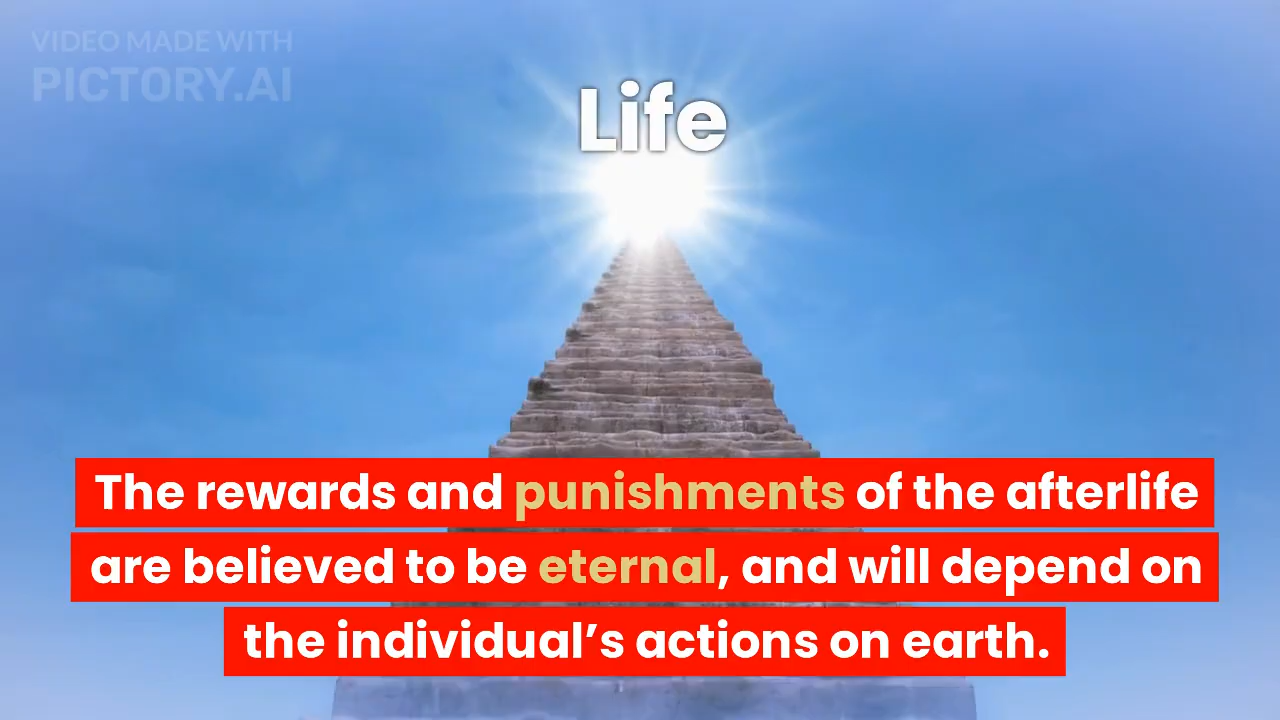 VIDEO MADE WITH
PICTORY.AI
Life
The rewards and punishments of the afterlife
are believed to be eternal, and will depend on
the individual’s actions on earth.